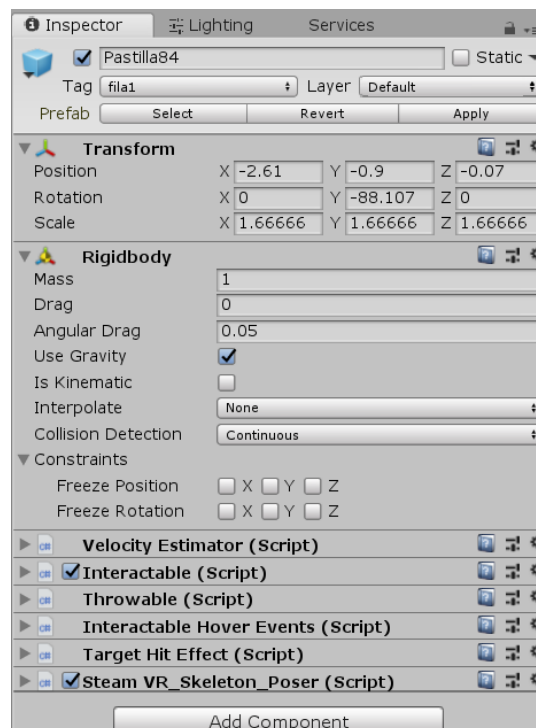 Inspector Lighting Services
Pastilla84 Static
Tag fila1 Layer Default
Prefab Select Revert Apply
Transform
Position X -2.61 Y -0.9 Z -0.07
Rotation X 0 Y -88.107 Z 0
Scale X 1.66666 Y 1.66666 Z 1.66666
Rigidbody
Mass 1
Drag 0
Angular Drag 0.05
Use Gravity
Is Kinematic
Interpolate None
Collision Detection Continuous
Constraints
Freeze Position X Y Z
Freeze Rotation X Y Z
Velocity Estimator (Script)
Interactable (Script)
Throwable (Script)
Interactable Hover Events (Script)
Target Hit Effect (Script)
Steam VR_Skeleton_Poser (Script)
Add Component